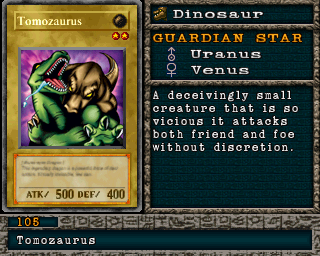 Tomozaurus
ATK/ 500 DEF/ 400
Dinosaur
GUARDIAN STAR
Uranus
Venus
A deceivingly small
creature that is so
vicious it attacks
both friend and foe
without discretion.
105
Tomozaurus